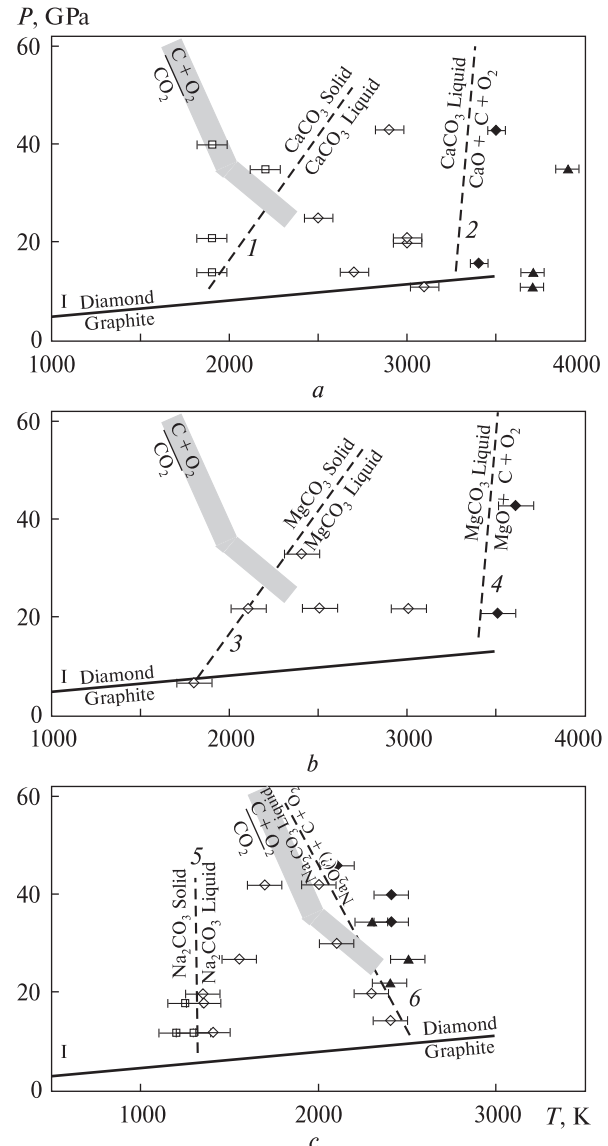 P, GPa
60
40
20
0
C + O₂
CO₂
CaCO₃ Solid
CaCO₃ Liquid
1
CaCO₃ Liquid
CaO + C + O₂
2
I Diamond
Graphite
1000 2000 3000 4000
a
60
40
20
0
C + O₂
CO₂
MgCO₃ Solid
MgCO₃ Liquid
3
MgCO₃ Liquid
MgO + C + O₂
4
I Diamond
Graphite
1000 2000 3000 4000
b
60
40
20
0
C + O₂
CO₂
Na₂CO₃ Liquid
Na₂O(?) + C + O₂
5
Na₂CO₃ Solid
Na₂CO₃ Liquid
6
I
Diamond
Graphite
1000 2000 3000 T, K
c